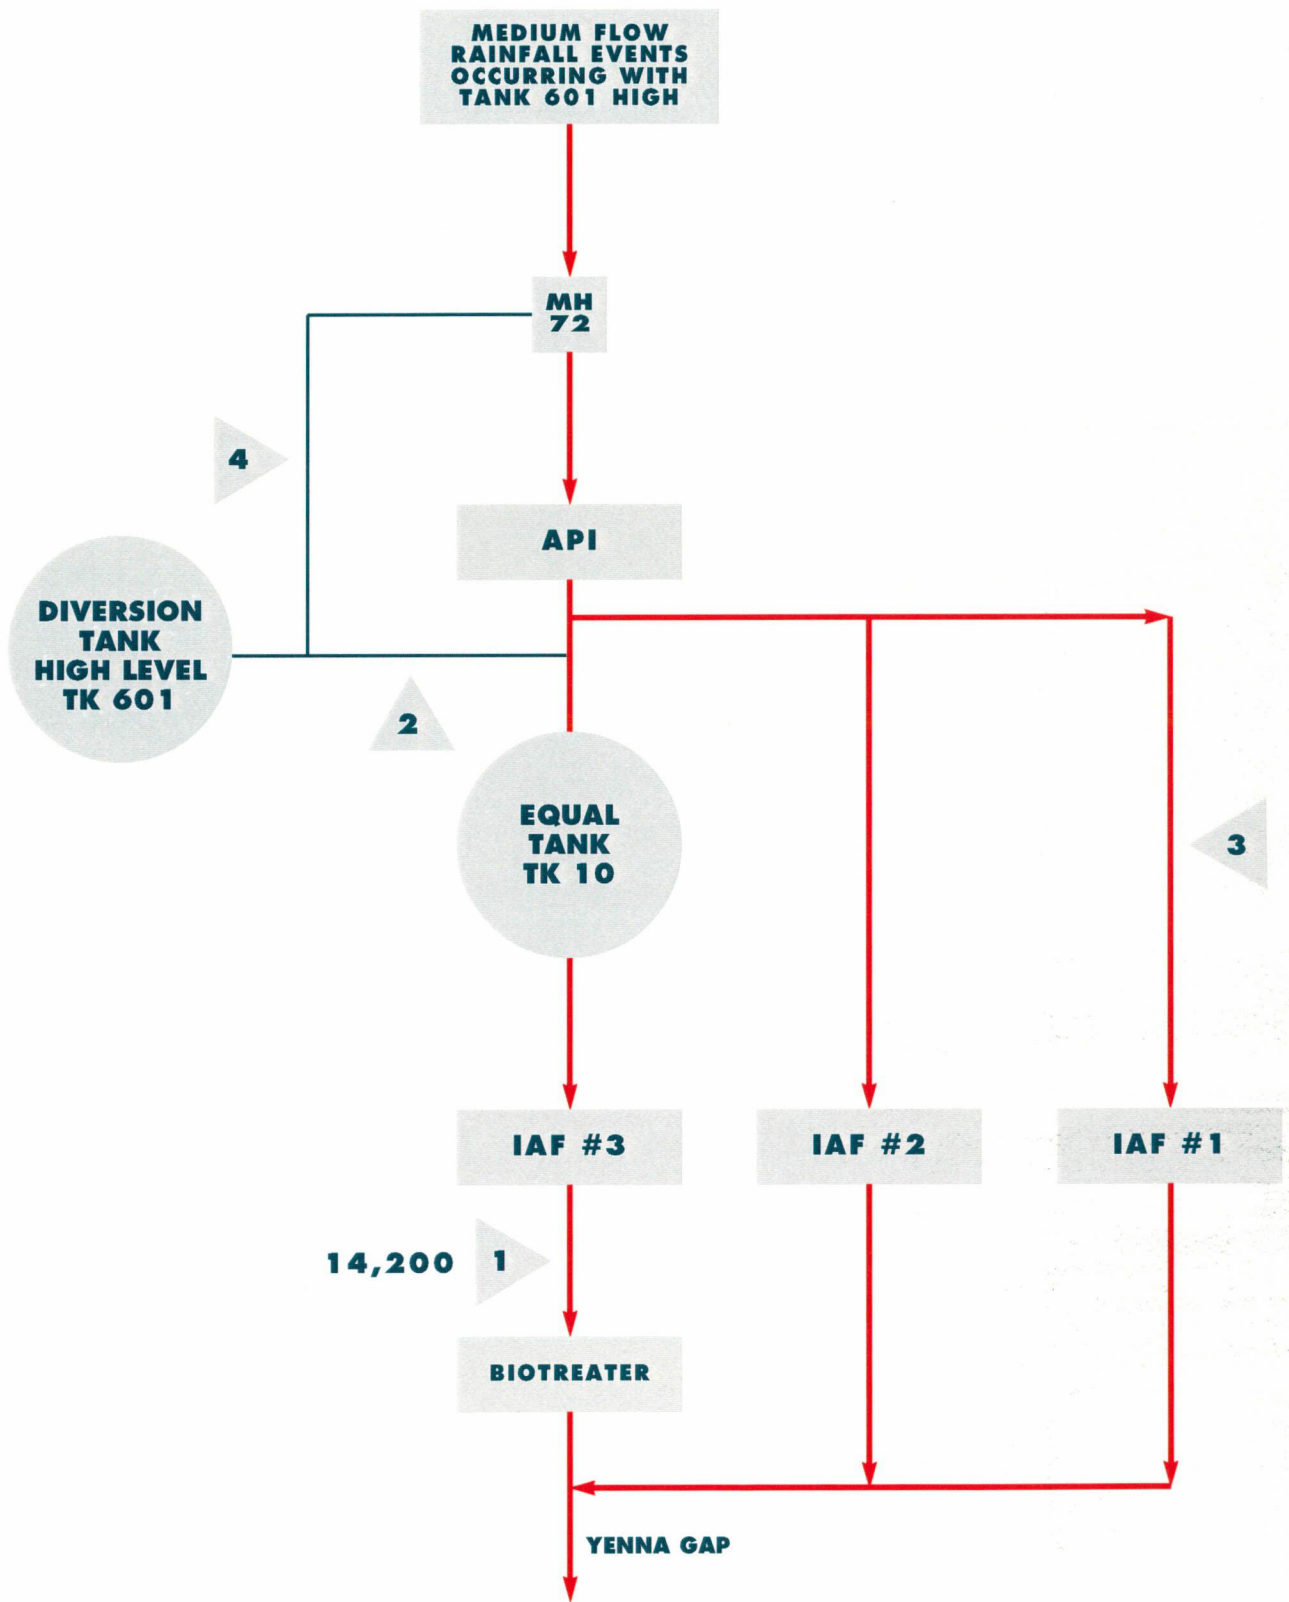 MEDIUM FLOW
RAINFALL EVENTS
OCCURRING WITH
TANK 601 HIGH
MH
72
4
API
DIVERSION
TANK
HIGH LEVEL
TK 601
2
EQUAL
TANK
TK 10
3
IAF #3
IAF #2
IAF #1
14,200
1
BIOTREATER
YENNA GAP